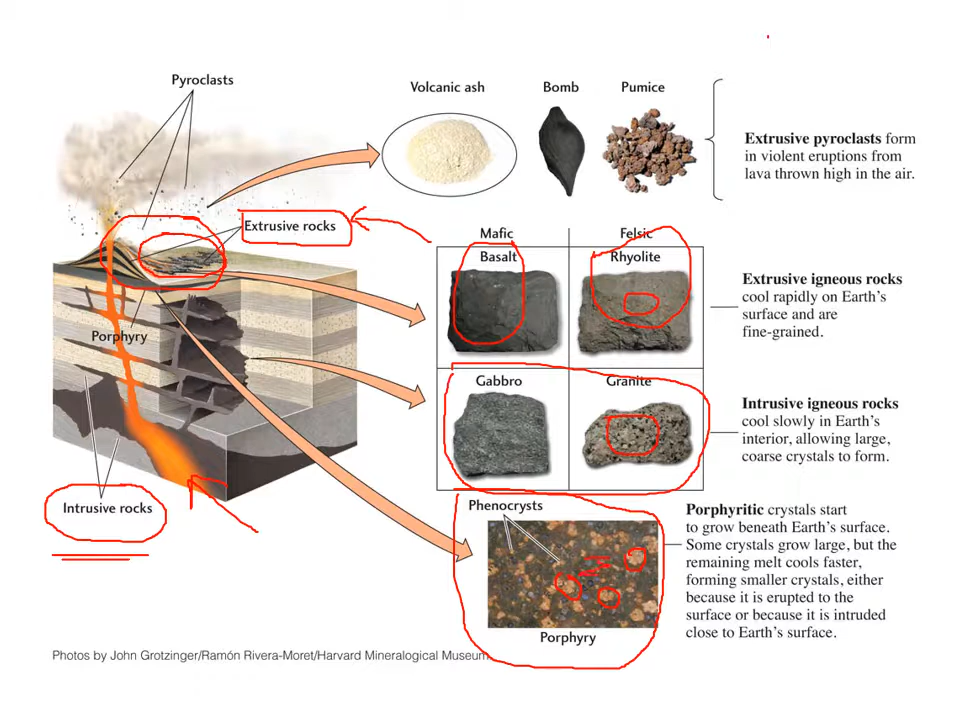 Pyroclasts
Volcanic ash
Bomb
Pumice
Extrusive pyroclasts form
in violent eruptions from
lava thrown high in the air.
Extrusive rocks
Mafic
Felsic
Basalt
Rhyolite
Extrusive igneous rocks
cool rapidly on Earth’s
surface and are
fine-grained.
Porphyry
Gabbro
Granite
Intrusive igneous rocks
cool slowly in Earth’s
interior, allowing large,
coarse crystals to form.
Intrusive rocks
Phenocrysts
Porphyritic crystals start
to grow beneath Earth’s surface.
Some crystals grow large, but the
remaining melt cools faster,
forming smaller crystals, either
because it is erupted to the
surface or because it is intruded
close to Earth’s surface.
Porphyry
Photos by John Grotzinger/Ramón Rivera-Moret/Harvard Mineralogical Museum